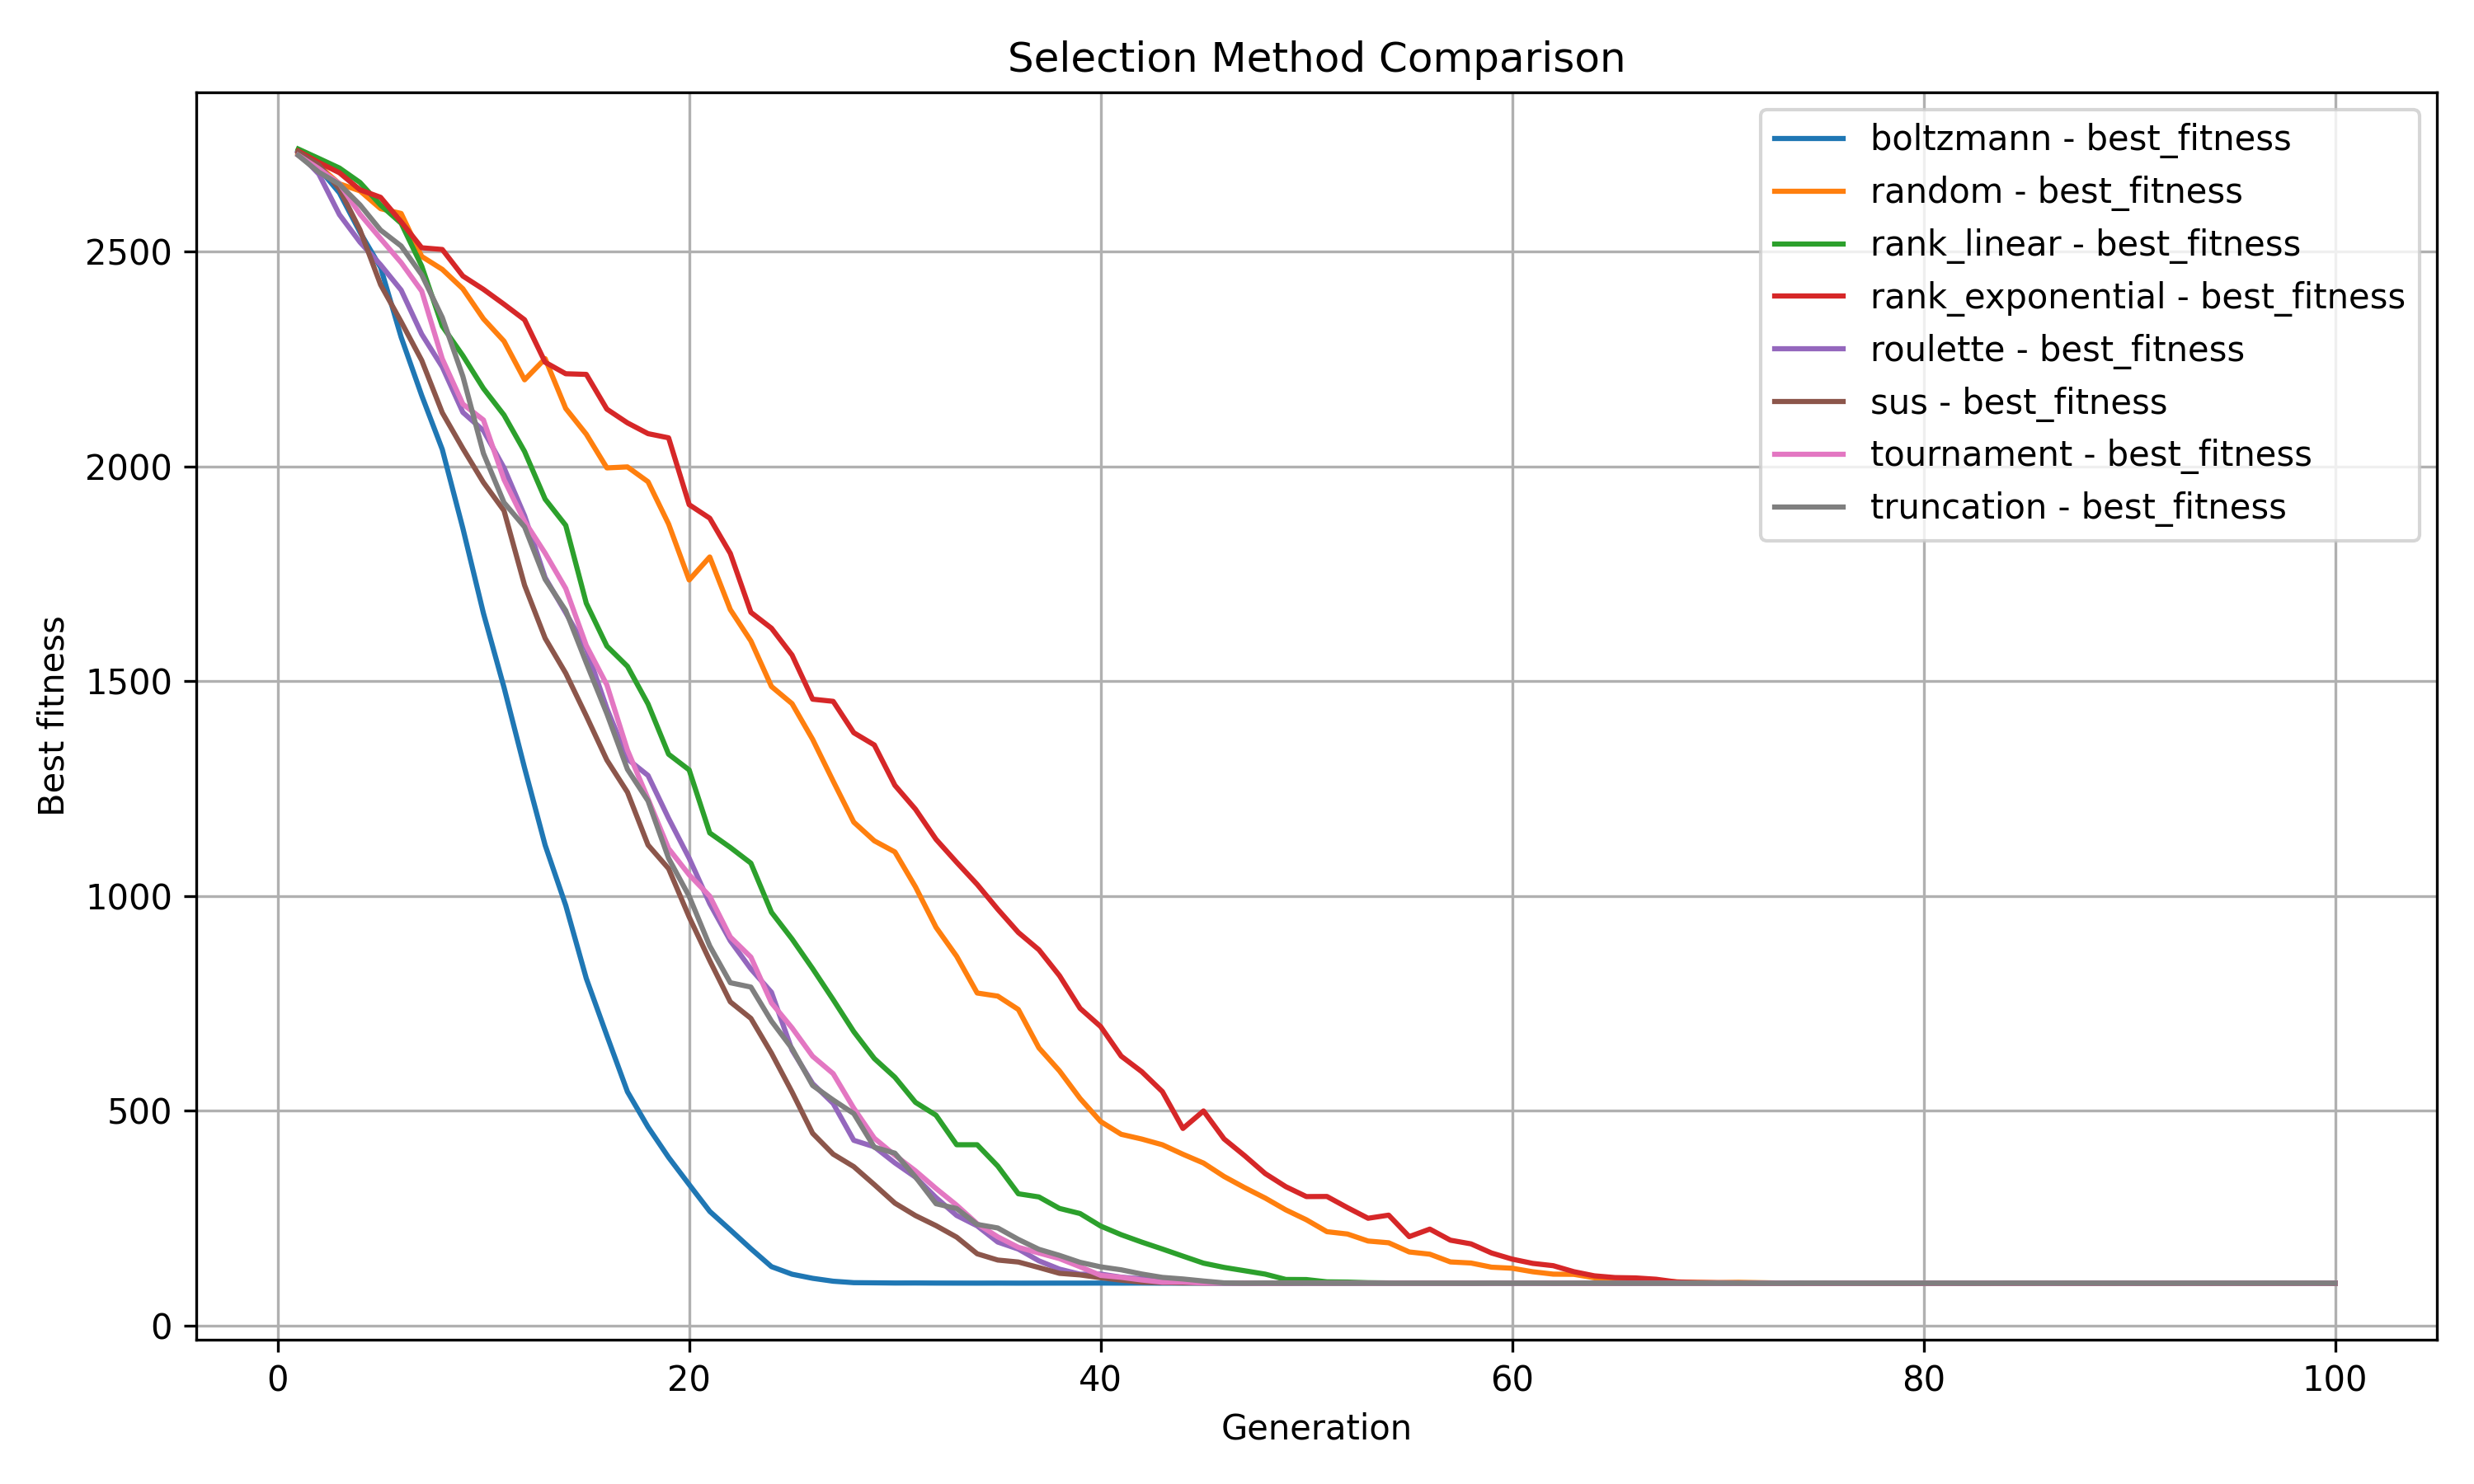 Selection Method Comparison
boltzmann - best_fitness
random - best_fitness
rank_linear - best_fitness
rank_exponential - best_fitness
roulette - best_fitness
sus - best_fitness
tournament - best_fitness
truncation - best_fitness
Best fitness
2500
2000
1500
1000
500
0
0 20 40 60 80 100
Generation